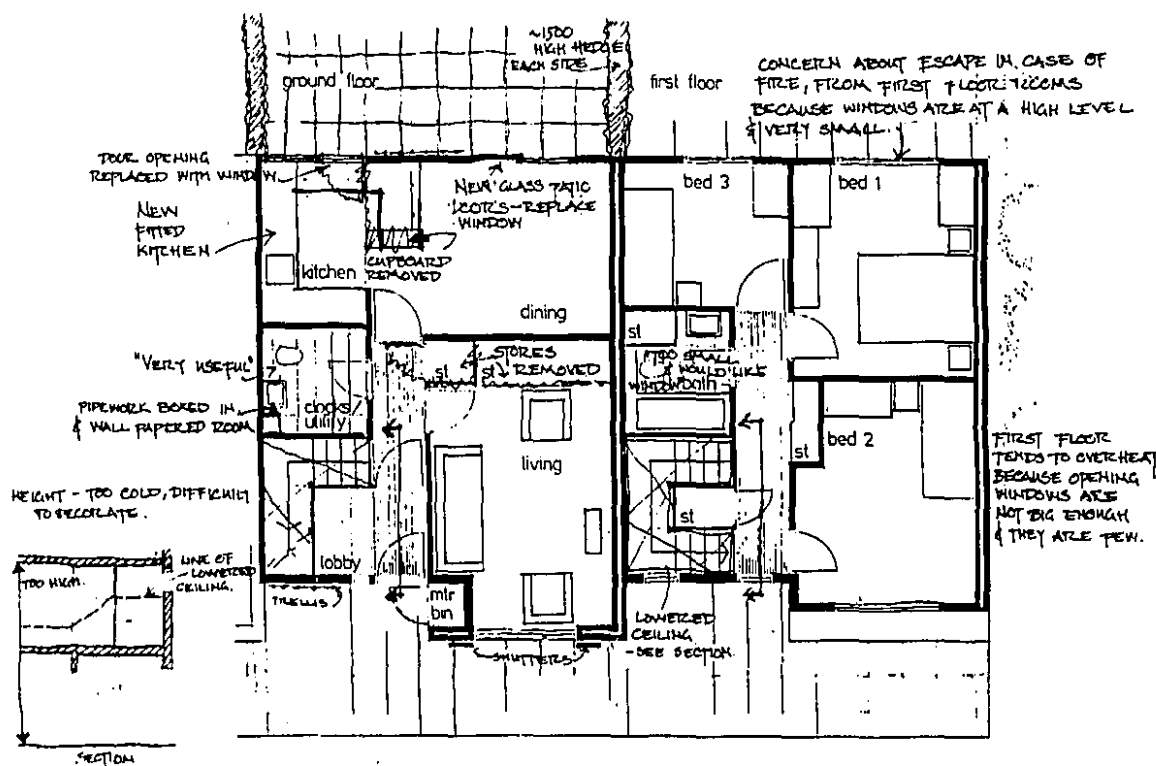 ~1500
HIGH HEDGE
EACH SIDE
ground floor
first floor
CONCERN ABOUT ESCAPE IN CASE OF
FIRE, FROM FIRST FLOOR ROOMS
BECAUSE WINDOWS ARE AT A HIGH LEVEL
& VERY SMALL.
DOOR OPENING
REPLACED WITH WINDOW
NEW
FITTED
KITCHEN
NEW GLASS PATIO
DOORS - REPLACE
WINDOW
CUPBOARD
REMOVED
kitchen
dining
bed 3
bed 1
"VERY USEFUL"
PIPEWORK BOXED IN
& WALL PAPERED ROOM
clocks
utility
st
st
STORES
REMOVED
living
lobby
mtr
bin
TRELLIS
SHUTTERS
st
TOO SMALL
& WOULD LIKE
WINDOW
bath
st
st
bed 2
LOWERED
CEILING
- SEE SECTION.
FIRST FLOOR
TENDS TO OVERHEAT
BECAUSE OPENING
WINDOWS ARE
NOT BIG ENOUGH
& THEY ARE FEW.
HEIGHT - TOO COLD, DIFFICULT
TO DECORATE.
TOO HIGH.
LINE OF
LOWERED
CEILING.
SECTION